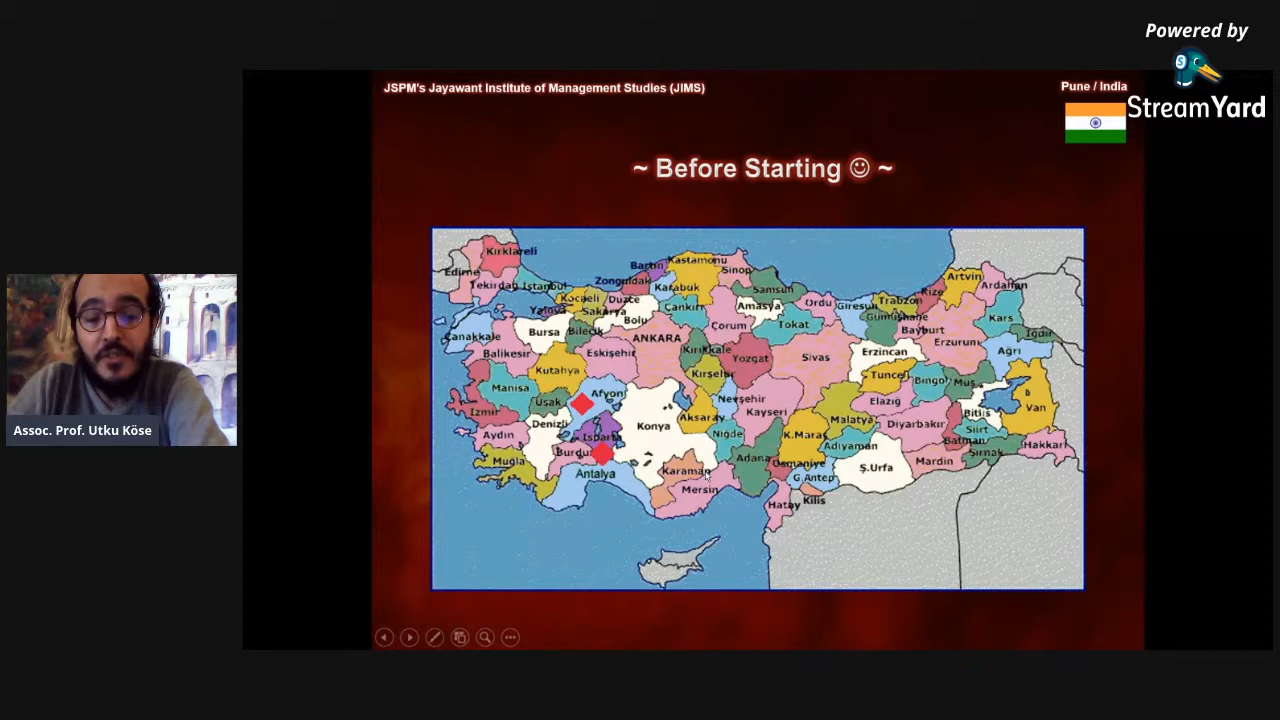 Powered by
StreamYard
JSPM's Jayawant Institute of Management Studies (JIMS)
Pune / India
~ Before Starting ☺ ~
Kırklareli
Edirne
Tekirdağ
İstanbul
Kocaeli
Yalova
Sakarya
Düzce
Zonguldak
Bartın
Karabük
Kastamonu
Sinop
Samsun
Çankırı
Bolu
Amasya
Ordu
Giresun
Trabzon
Rize
Artvin
Ardahan
Kars
Iğdır
Gümüşhane
Bayburt
Tokat
Çorum
Çanakkale
Bursa
Bilecik
ANKARA
Kırıkkale
Yozgat
Sivas
Erzincan
Erzurum
Ağrı
Balıkesir
Eskişehir
Kutahya
Kırşehir
Tunceli
Bingöl
Muş
Manisa
Uşak
Afyon
Nevşehir
Kayseri
Malatya
Elazığ
Bitlis
Van
İzmir
Aksaray
Konya
Denizli
Isparta
Niğde
K.Maraş
Adıyaman
Diyarbakır
Siirt
Batman
Şırnak
Hakkari
Aydın
Burdur
Muğla
Antalya
Karaman
Mersin
Adana
Osmaniye
G.Antep
Ş.Urfa
Mardin
Hatay
Kilis
Assoc. Prof. Utku Köse